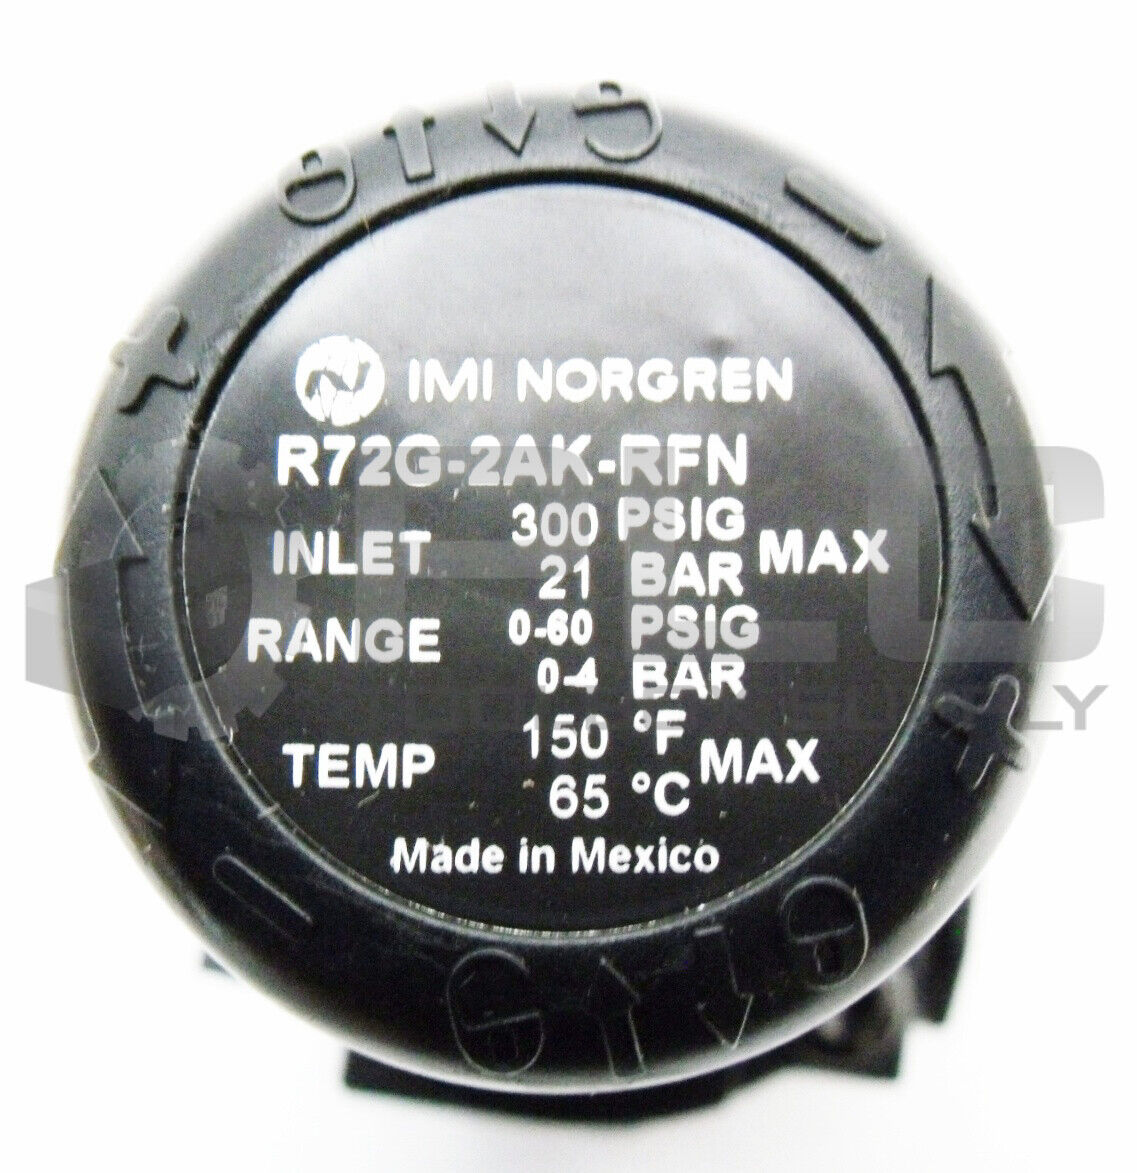 IMI NORGREN
R72G-2AK-RFN
INLET 300 PSIG MAX
21 BAR
RANGE 0-60 PSIG
0-4 BAR
TEMP 150 °F MAX
65 °C
Made in Mexico
PLC